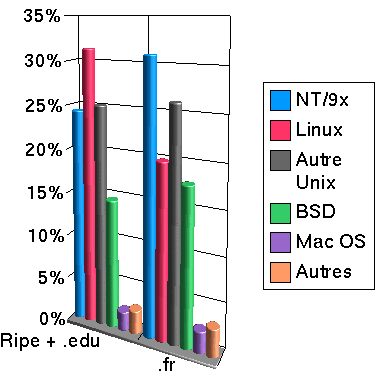 35%
30%
25%
20%
15%
10%
5%
0%
Ripe + .edu
.fr
NT/9x
Linux
Autre
Unix
BSD
Mac OS
Autres